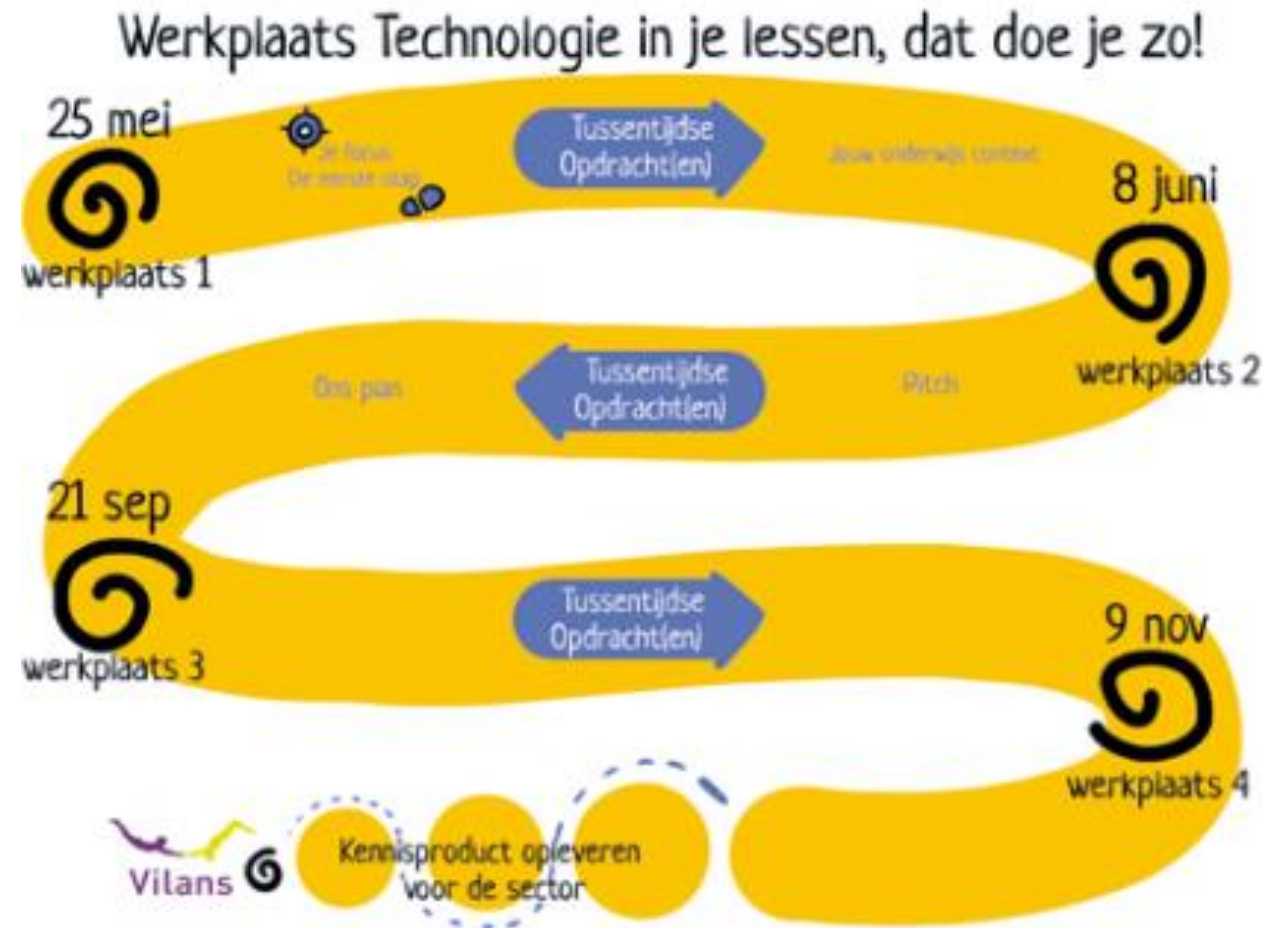 Werkplaats Technologie in je lessen, dat doe je zo!
25 mei
werkplaats 1
Je focus
De eerste stap
Tussentijdse
Opdracht(en)
Jouw onderwijs context
8 juni
werkplaats 2
Pitch
Tussentijdse
Opdracht(en)
Ons plan
21 sep
werkplaats 3
Tussentijdse
Opdracht(en)
9 nov
werkplaats 4
Kennisproduct opleveren
voor de sector
Vilans